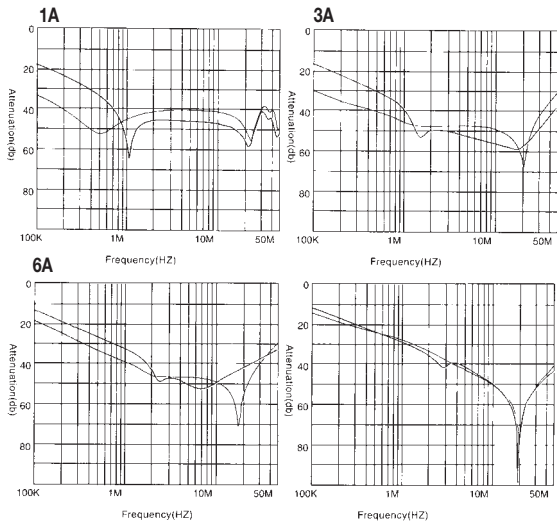 1A
0
20
40
60
80
Attenuation(db)
100K
1M
10M
50M
Frequency(HZ)
3A
0
20
40
60
80
Attenuation(db)
100K
1M
10M
50M
Frequency(HZ)
6A
0
20
40
60
80
Attenuation(db)
100K
1M
10M
50M
Frequency(HZ)
0
20
40
60
80
Attenuation(db)
100K
1M
10M
50M
Frequency(HZ)